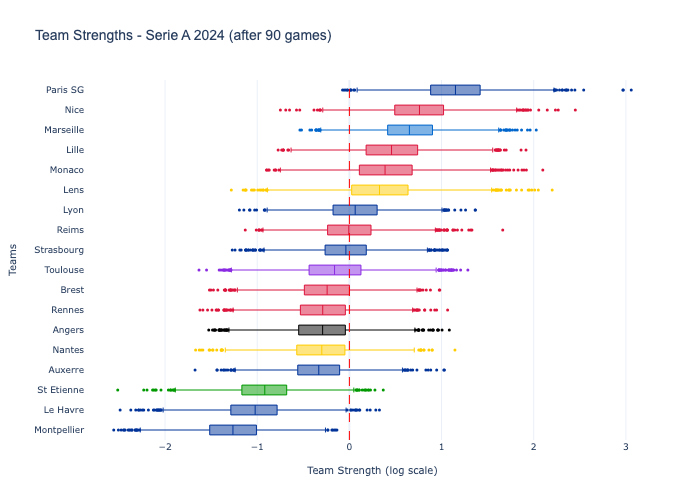 Team Strengths - Serie A 2024 (after 90 games)
Paris SG
Nice
Marseille
Lille
Monaco
Lens
Lyon
Reims
Strasbourg
Toulouse
Brest
Rennes
Angers
Nantes
Auxerre
St Etienne
Le Havre
Montpellier
Teams
−2 −1 0 1 2 3
Team Strength (log scale)